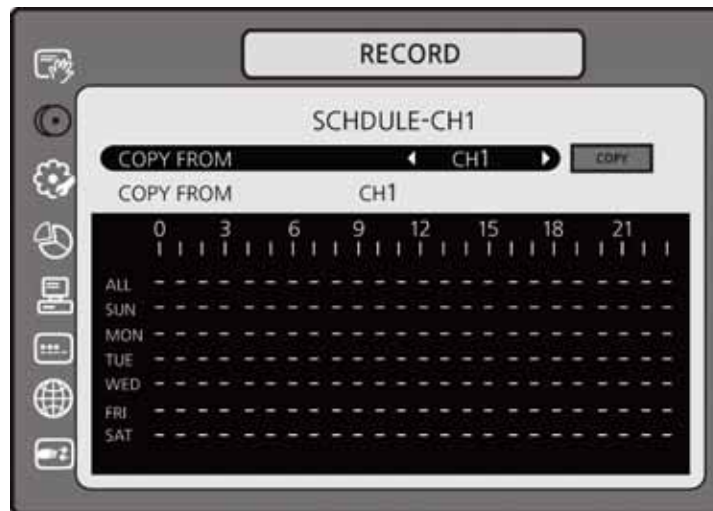 RECORD
SCHDULE-CH1
COPY FROM CH1 COPY
COPY FROM CH1
0 3 6 9 12 15 18 21
ALL
SUN
MON
TUE
WED
FRI
SAT